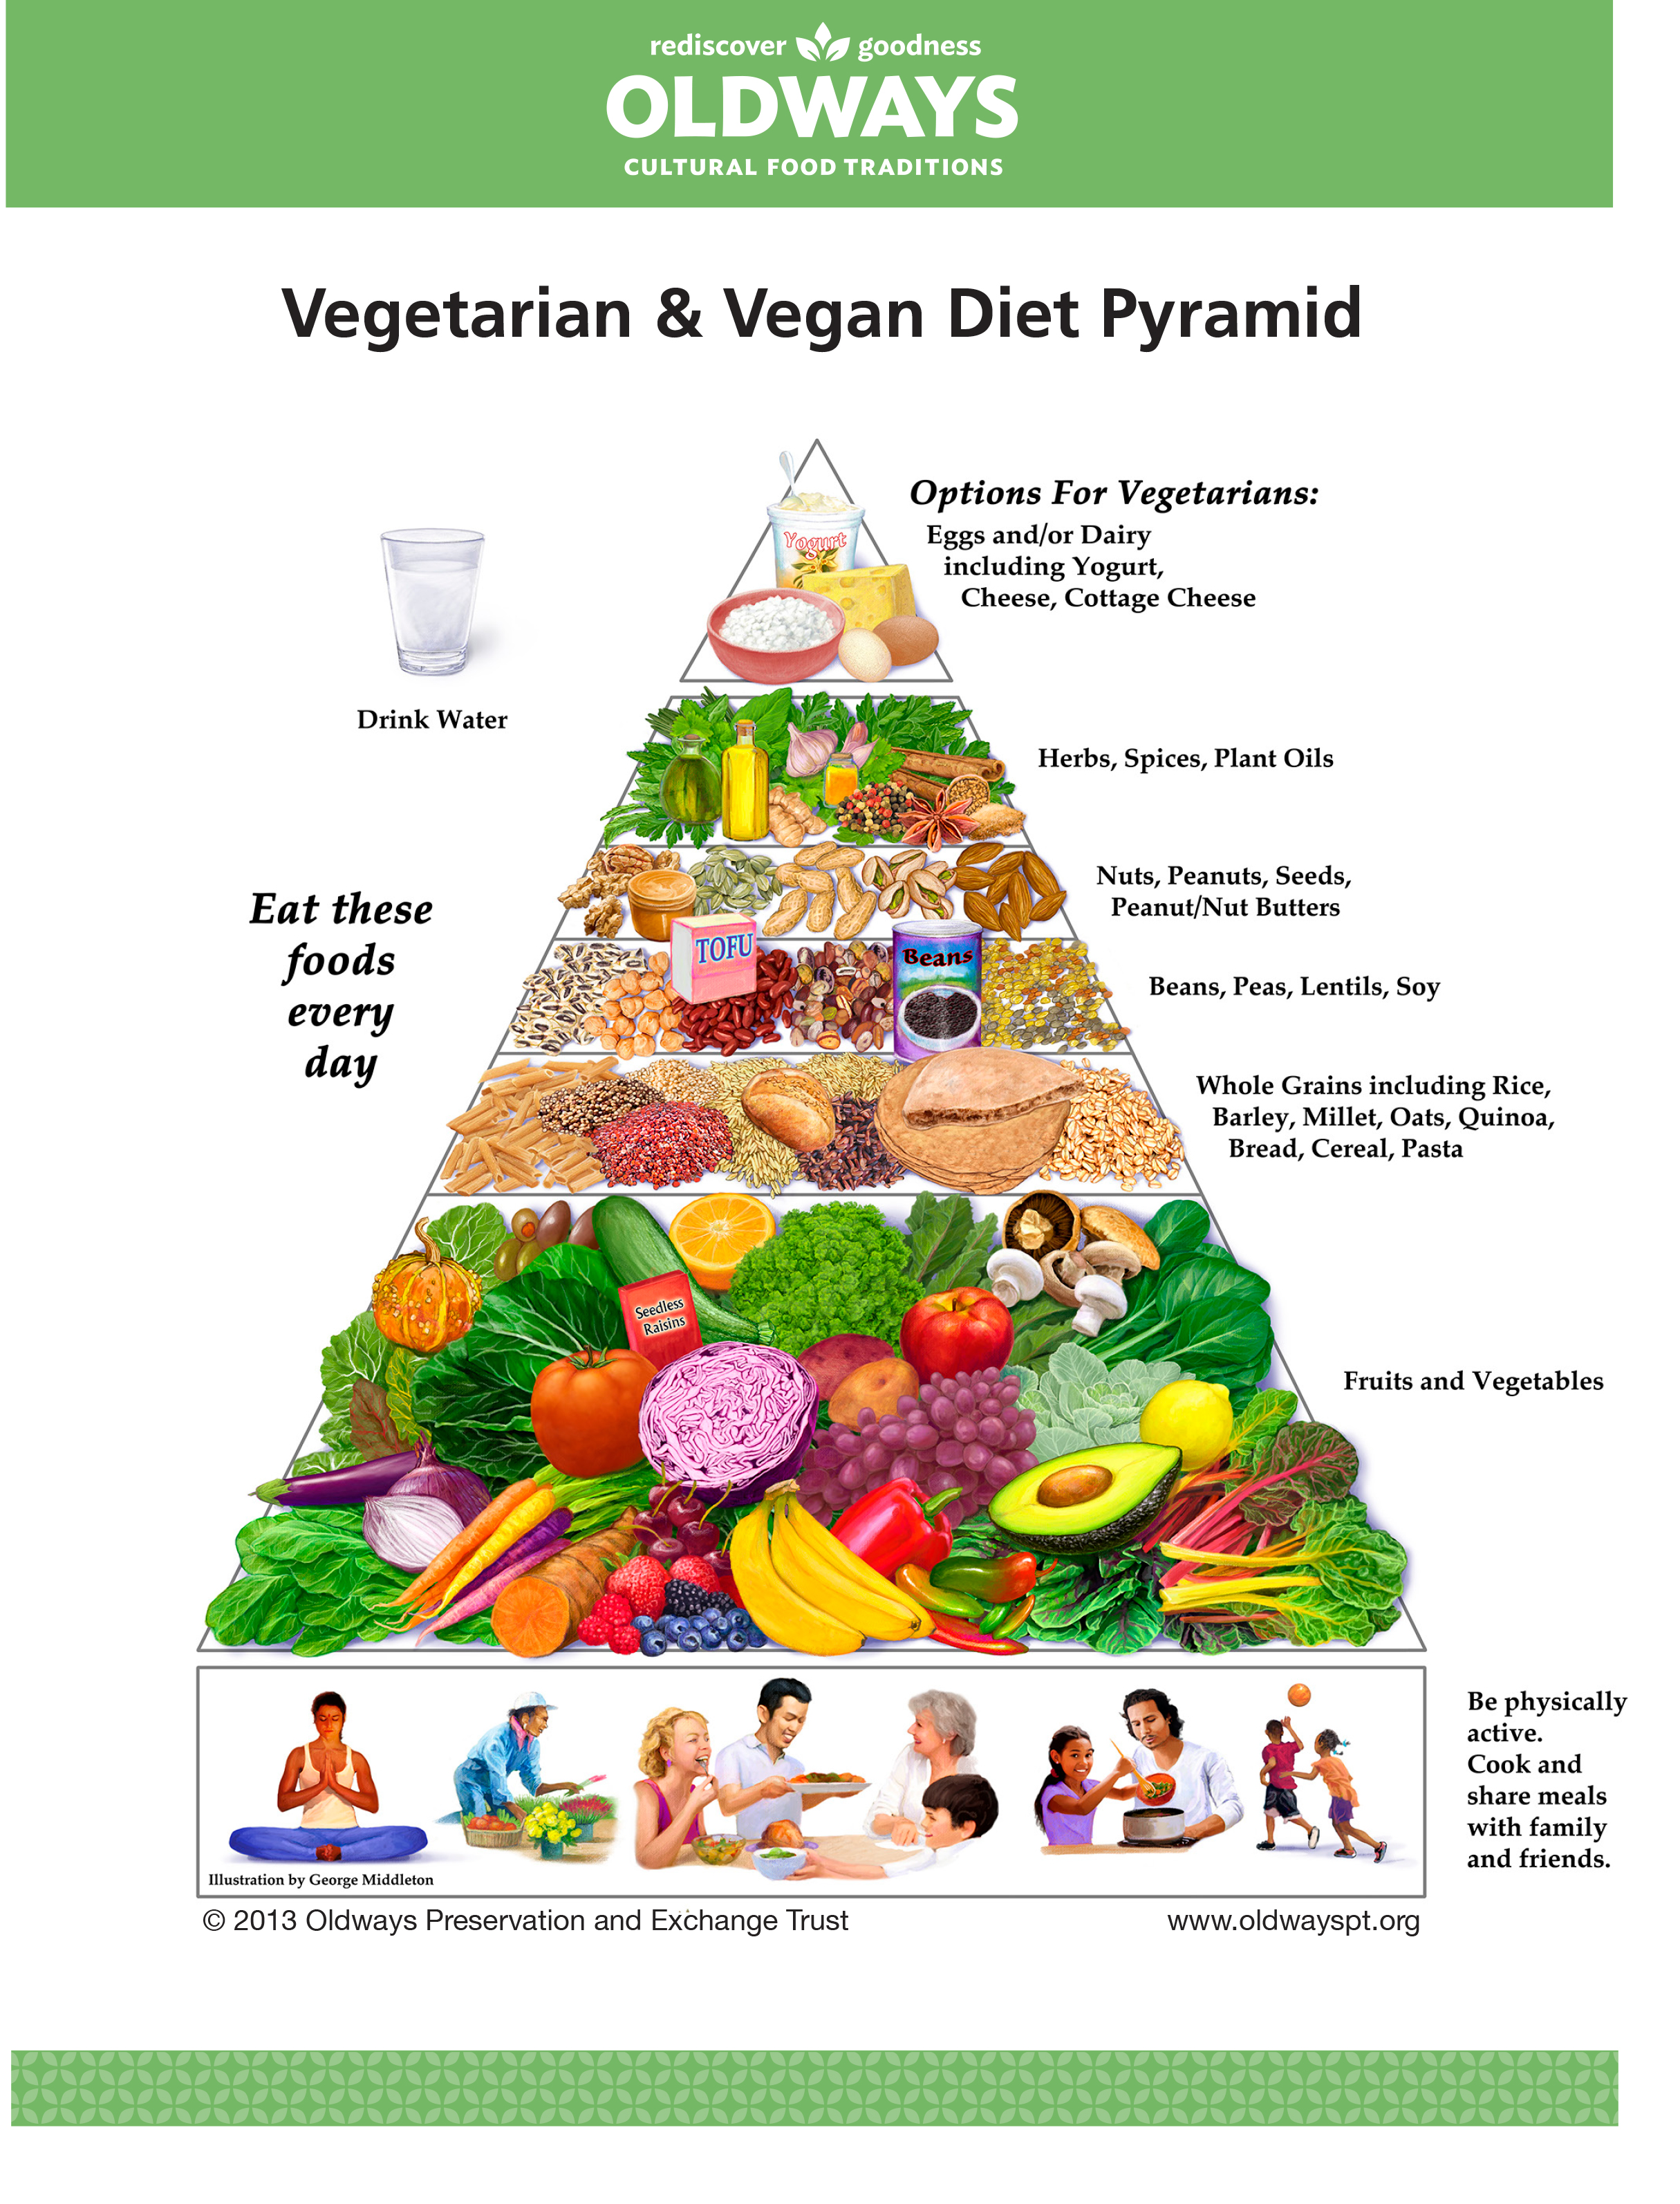 rediscover goodness
OLDWAYS
CULTURAL FOOD TRADITIONS
Vegetarian & Vegan Diet Pyramid
Options For Vegetarians:
Eggs and/or Dairy
including Yogurt,
Cheese, Cottage Cheese
Yogurt
Drink Water
Herbs, Spices, Plant Oils
Nuts, Peanuts, Seeds,
Peanut/Nut Butters
Eat these
foods
every
day
TOFU
Beans
Beans, Peas, Lentils, Soy
Whole Grains including Rice,
Barley, Millet, Oats, Quinoa,
Bread, Cereal, Pasta
Seedless
Raisins
Fruits and Vegetables
Be physically
active.
Cook and
share meals
with family
and friends.
Illustration by George Middleton
© 2013 Oldways Preservation and Exchange Trust
www.oldwayspt.org